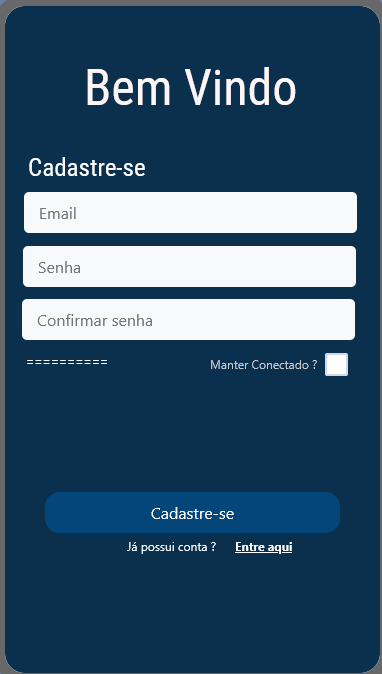 Bem Vindo
Cadastre-se
Email
Senha
Confirmar senha
========== Manter Conectado ?
Cadastre-se
Já possui conta ? Entre aqui